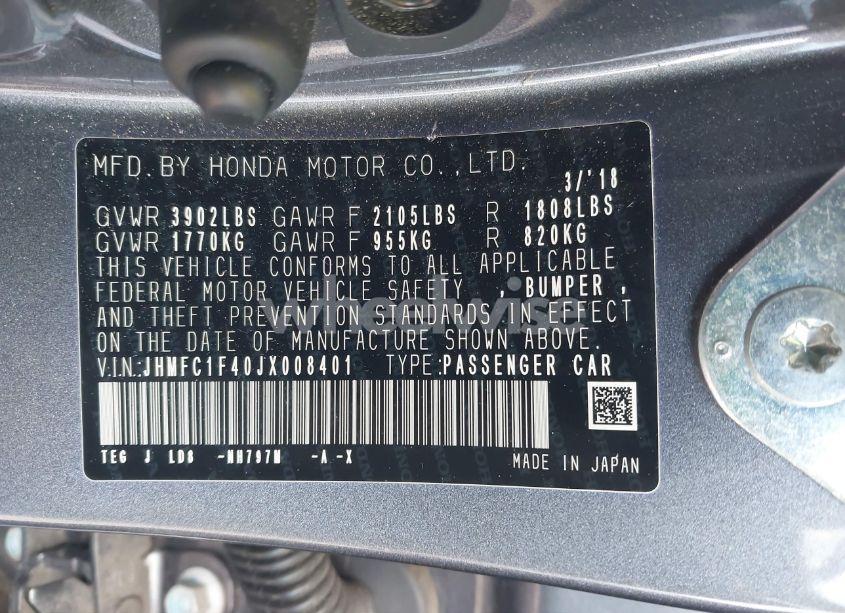 MFD. BY HONDA MOTOR CO., LTD. 3/'18
GVWR 3902LBS GAWR F 2105LBS R 1808LBS
GVWR 1770KG GAWR F 955KG R 820KG
THIS VEHICLE CONFORMS TO ALL APPLICABLE
FEDERAL MOTOR VEHICLE SAFETY , BUMPER ,
AND THEFT PREVENTION STANDARDS IN EFFECT
ON THE DATE OF MANUFACTURE SHOWN ABOVE.
V.I.N.:JHMFC1F40JX008401 TYPE:PASSENGER CAR
TEG J LD8 -NH797M -A -X
MADE IN JAPAN
wheelwise